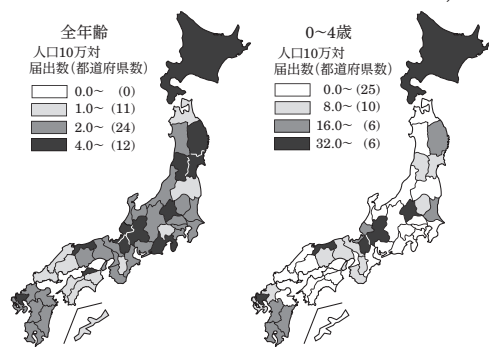 全年齢
人口10万対
届出数(都道府県数)
0.0~ (0)
1.0~ (11)
2.0~ (24)
4.0~ (12)
0~4歳
人口10万対
届出数(都道府県数)
0.0~ (25)
8.0~ (10)
16.0~ (6)
32.0~ (6)